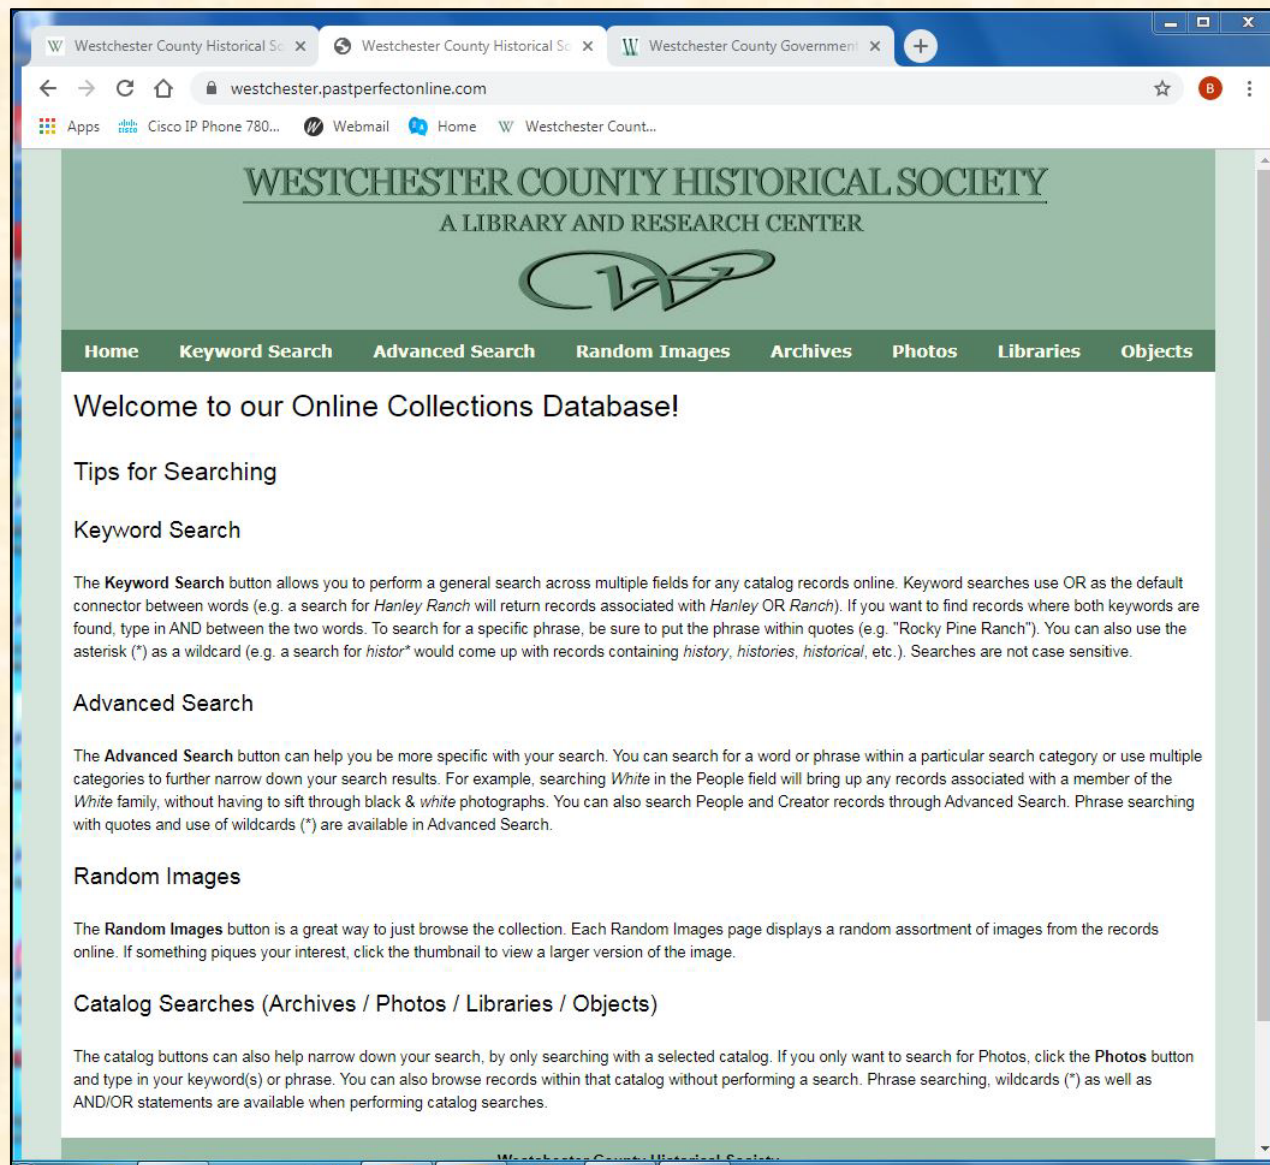 Westchester County Historical So
Westchester County Historical So
Westchester County Government
westchester.pastperfectonline.com
B
Apps
Cisco IP Phone 780...
Webmail
Home
Westchester Count...
WESTCHESTER COUNTY HISTORICAL SOCIETY
A LIBRARY AND RESEARCH CENTER
Home Keyword Search Advanced Search Random Images Archives Photos Libraries Objects
Welcome to our Online Collections Database!
Tips for Searching
Keyword Search
The Keyword Search button allows you to perform a general search across multiple fields for any catalog records online. Keyword searches use OR as the default
connector between words (e.g. a search for Hanley Ranch will return records associated with Hanley OR Ranch). If you want to find records where both keywords are
found, type in AND between the two words. To search for a specific phrase, be sure to put the phrase within quotes (e.g. "Rocky Pine Ranch"). You can also use the
asterisk (*) as a wildcard (e.g. a search for histor* would come up with records containing history, histories, historical, etc.). Searches are not case sensitive.
Advanced Search
The Advanced Search button can help you be more specific with your search. You can search for a word or phrase within a particular search category or use multiple
categories to further narrow down your search results. For example, searching White in the People field will bring up any records associated with a member of the
White family, without having to sift through black & white photographs. You can also search People and Creator records through Advanced Search. Phrase searching
with quotes and use of wildcards (*) are available in Advanced Search.
Random Images
The Random Images button is a great way to just browse the collection. Each Random Images page displays a random assortment of images from the records
online. If something piques your interest, click the thumbnail to view a larger version of the image.
Catalog Searches (Archives / Photos / Libraries / Objects)
The catalog buttons can also help narrow down your search, by only searching with a selected catalog. If you only want to search for Photos, click the Photos button
and type in your keyword(s) or phrase. You can also browse records within that catalog without performing a search. Phrase searching, wildcards (*) as well as
AND/OR statements are available when performing catalog searches.
Westchester County Historical Society